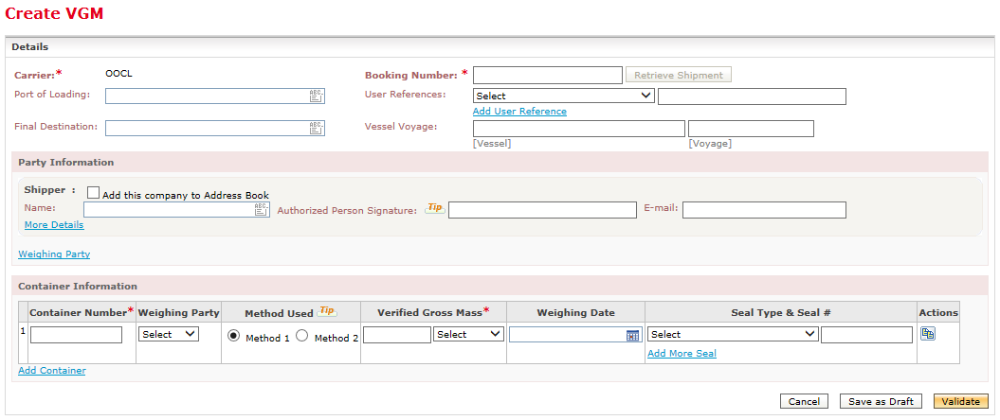 Create VGM
Details
Carrier:* OOCL Booking Number: * Retrieve Shipment
Port of Loading: ABC. User References: Select
Add User Reference
Final Destination: ABC. Vessel Voyage:
[Vessel] [Voyage]
Party Information
Shipper : Add this company to Address Book
Name: ABC. Authorized Person Signature: Tip E-mail:
More Details
Weighing Party
Container Information
Container Number* Weighing Party Method Used Tip Verified Gross Mass* Weighing Date Seal Type & Seal # Actions
1 Select Method 1 Method 2 Select Select
Add More Seal
Add Container
Cancel Save as Draft Validate